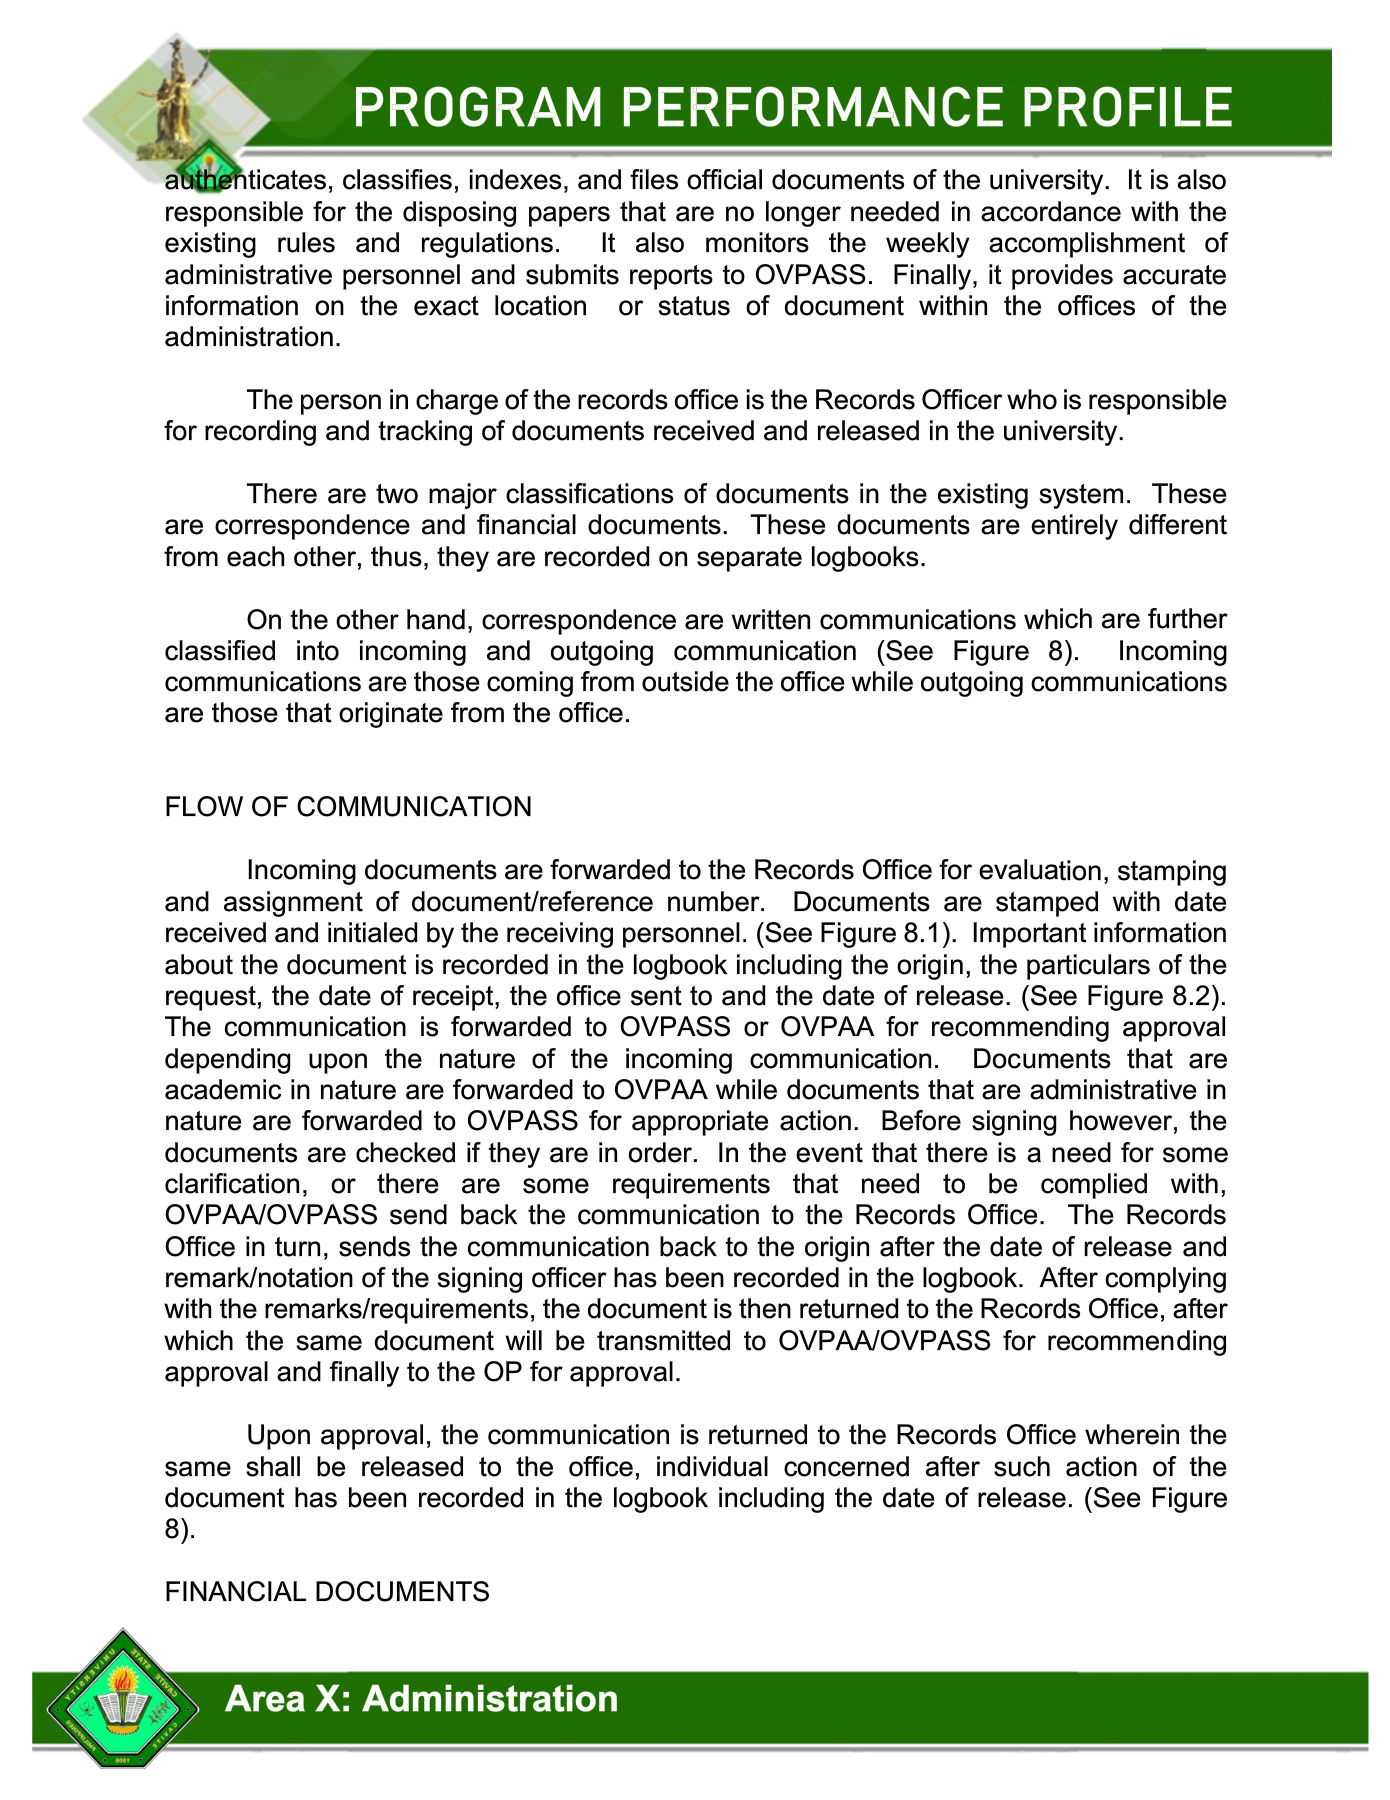 PROGRAM PERFORMANCE PROFILE
authenticates, classifies, indexes, and files official documents of the university. It is also
responsible for the disposing papers that are no longer needed in accordance with the
existing rules and regulations. It also monitors the weekly accomplishment of
administrative personnel and submits reports to OVPASS. Finally, it provides accurate
information on the exact location or status of document within the offices of the
administration.
The person in charge of the records office is the Records Officer who is responsible
for recording and tracking of documents received and released in the university.
There are two major classifications of documents in the existing system. These
are correspondence and financial documents. These documents are entirely different
from each other, thus, they are recorded on separate logbooks.
On the other hand, correspondence are written communications which are further
classified into incoming and outgoing communication (See Figure 8). Incoming
communications are those coming from outside the office while outgoing communications
are those that originate from the office.
FLOW OF COMMUNICATION
Incoming documents are forwarded to the Records Office for evaluation, stamping
and assignment of document/reference number. Documents are stamped with date
received and initialed by the receiving personnel. (See Figure 8.1). Important information
about the document is recorded in the logbook including the origin, the particulars of the
request, the date of receipt, the office sent to and the date of release. (See Figure 8.2).
The communication is forwarded to OVPASS or OVPAA for recommending approval
depending upon the nature of the incoming communication. Documents that are
academic in nature are forwarded to OVPAA while documents that are administrative in
nature are forwarded to OVPASS for appropriate action. Before signing however, the
documents are checked if they are in order. In the event that there is a need for some
clarification, or there are some requirements that need to be complied with,
OVPAA/OVPASS send back the communication to the Records Office. The Records
Office in turn, sends the communication back to the origin after the date of release and
remark/notation of the signing officer has been recorded in the logbook. After complying
with the remarks/requirements, the document is then returned to the Records Office, after
which the same document will be transmitted to OVPAA/OVPASS for recommending
approval and finally to the OP for approval.
Upon approval, the communication is returned to the Records Office wherein the
same shall be released to the office, individual concerned after such action of the
document has been recorded in the logbook including the date of release. (See Figure
8).
FINANCIAL DOCUMENTS
CAVITE STATE UNIVERSITY
CAVITE
PHILIPPINES
1906
Area X: Administration